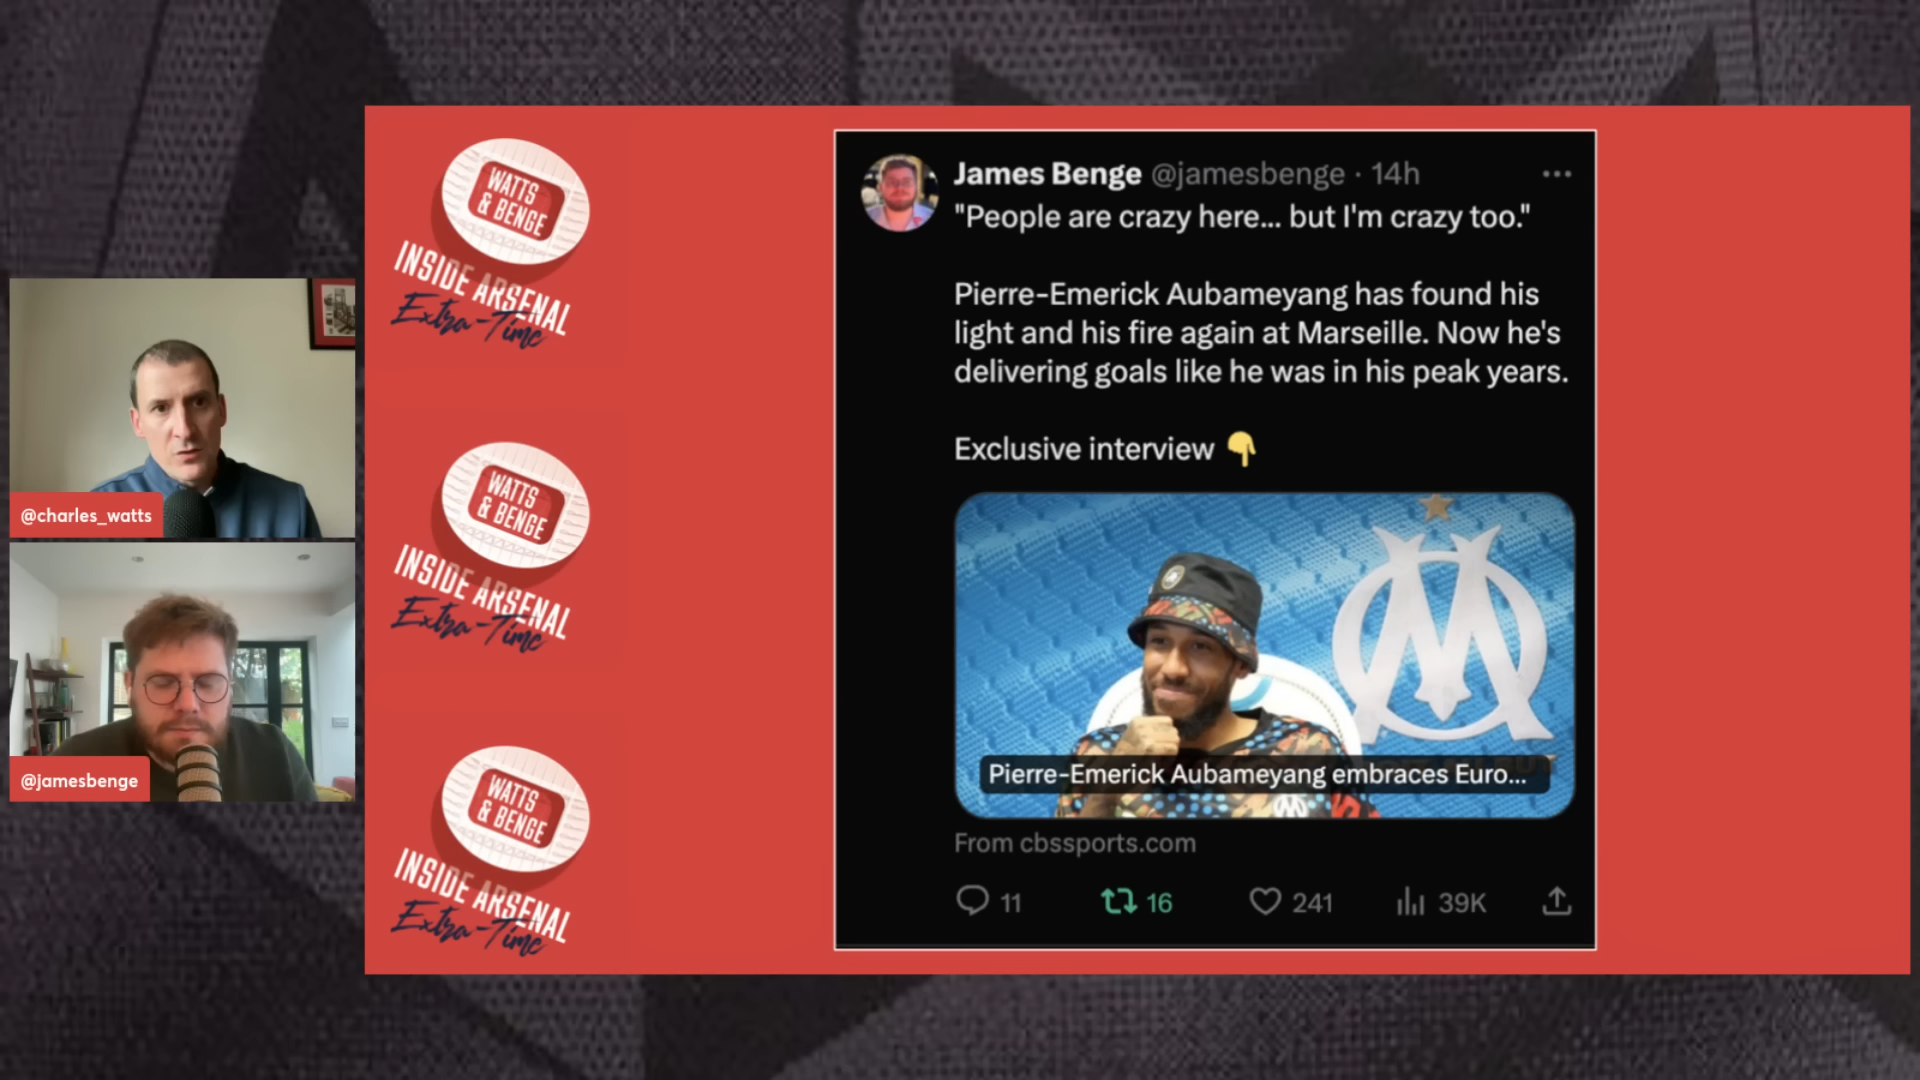 WATTS
& BENGE
INSIDE ARSENAL
Extra-Time
WATTS
& BENGE
INSIDE ARSENAL
Extra-Time
WATTS
& BENGE
INSIDE ARSENAL
Extra-Time
@charles_watts
@jamesbenge
James Benge @jamesbenge · 14h
"People are crazy here... but I'm crazy too."
Pierre-Emerick Aubameyang has found his
light and his fire again at Marseille. Now he's
delivering goals like he was in his peak years.
Exclusive interview 👇
Pierre-Emerick Aubameyang embraces Euro...
From cbssports.com
11 16 241 39K